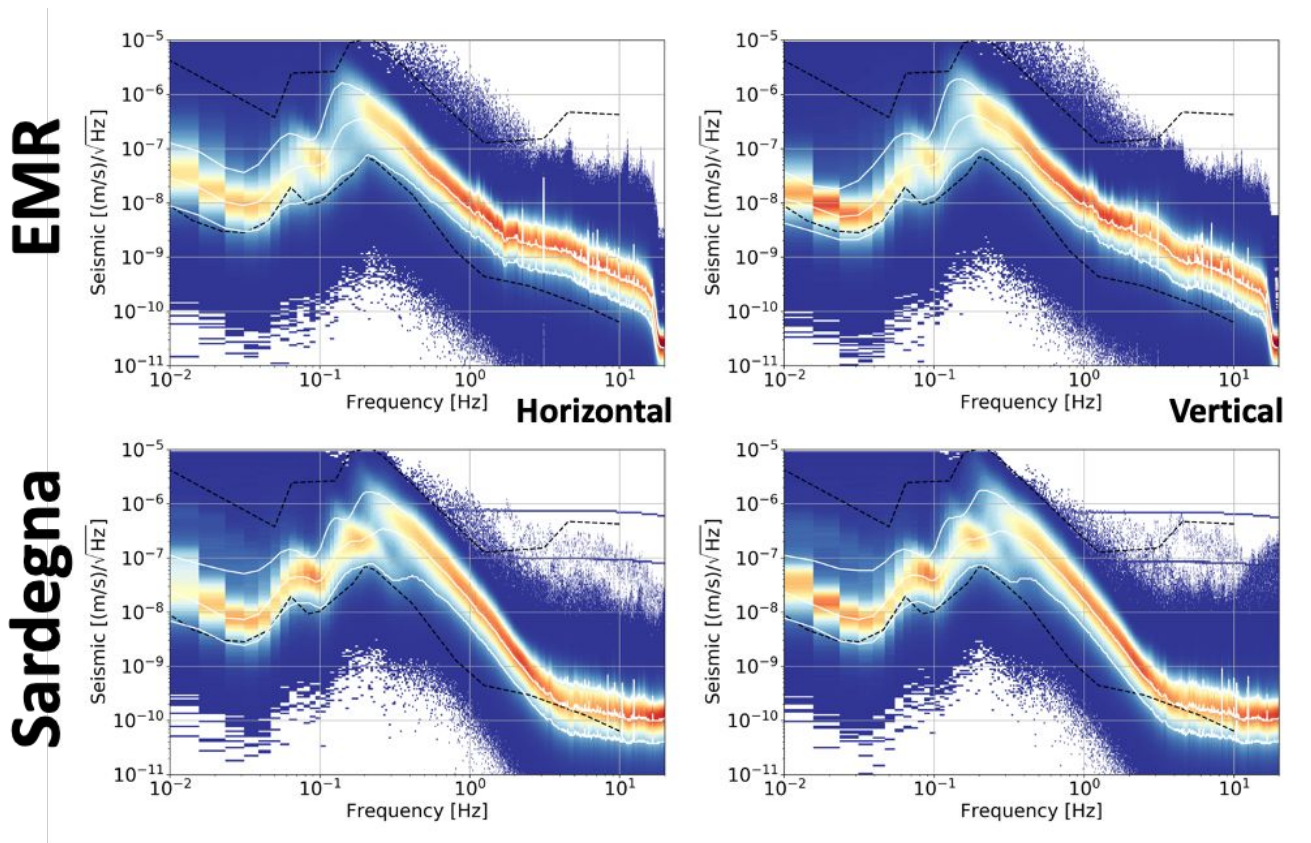 EMR
Seismic [(m/s)/√Hz]
10⁻⁵
10⁻⁶
10⁻⁷
10⁻⁸
10⁻⁹
10⁻¹⁰
10⁻¹¹
10⁻² 10⁻¹ 10⁰ 10¹
Frequency [Hz]
Horizontal
Seismic [(m/s)/√Hz]
10⁻⁵
10⁻⁶
10⁻⁷
10⁻⁸
10⁻⁹
10⁻¹⁰
10⁻¹¹
10⁻² 10⁻¹ 10⁰ 10¹
Frequency [Hz]
Vertical
Sardegna
Seismic [(m/s)/√Hz]
10⁻⁵
10⁻⁶
10⁻⁷
10⁻⁸
10⁻⁹
10⁻¹⁰
10⁻¹¹
10⁻² 10⁻¹ 10⁰ 10¹
Frequency [Hz]
Seismic [(m/s)/√Hz]
10⁻⁵
10⁻⁶
10⁻⁷
10⁻⁸
10⁻⁹
10⁻¹⁰
10⁻¹¹
10⁻² 10⁻¹ 10⁰ 10¹
Frequency [Hz]